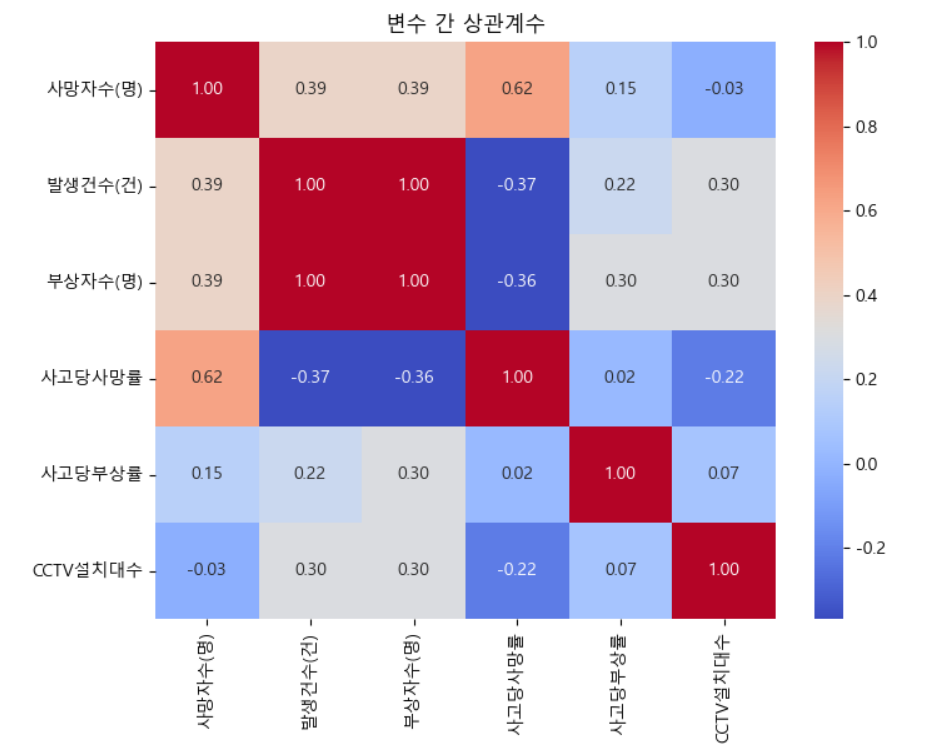 변수 간 상관계수
사망자수(명) 1.00 0.39 0.39 0.62 0.15 -0.03
발생건수(건) 0.39 1.00 1.00 -0.37 0.22 0.30
부상자수(명) 0.39 1.00 1.00 -0.36 0.30 0.30
사고당사망률 0.62 -0.37 -0.36 1.00 0.02 -0.22
사고당부상률 0.15 0.22 0.30 0.02 1.00 0.07
CCTV설치대수 -0.03 0.30 0.30 -0.22 0.07 1.00
사망자수(명)
발생건수(건)
부상자수(명)
사고당사망률
사고당부상률
CCTV설치대수
1.0
0.8
0.6
0.4
0.2
0.0
-0.2